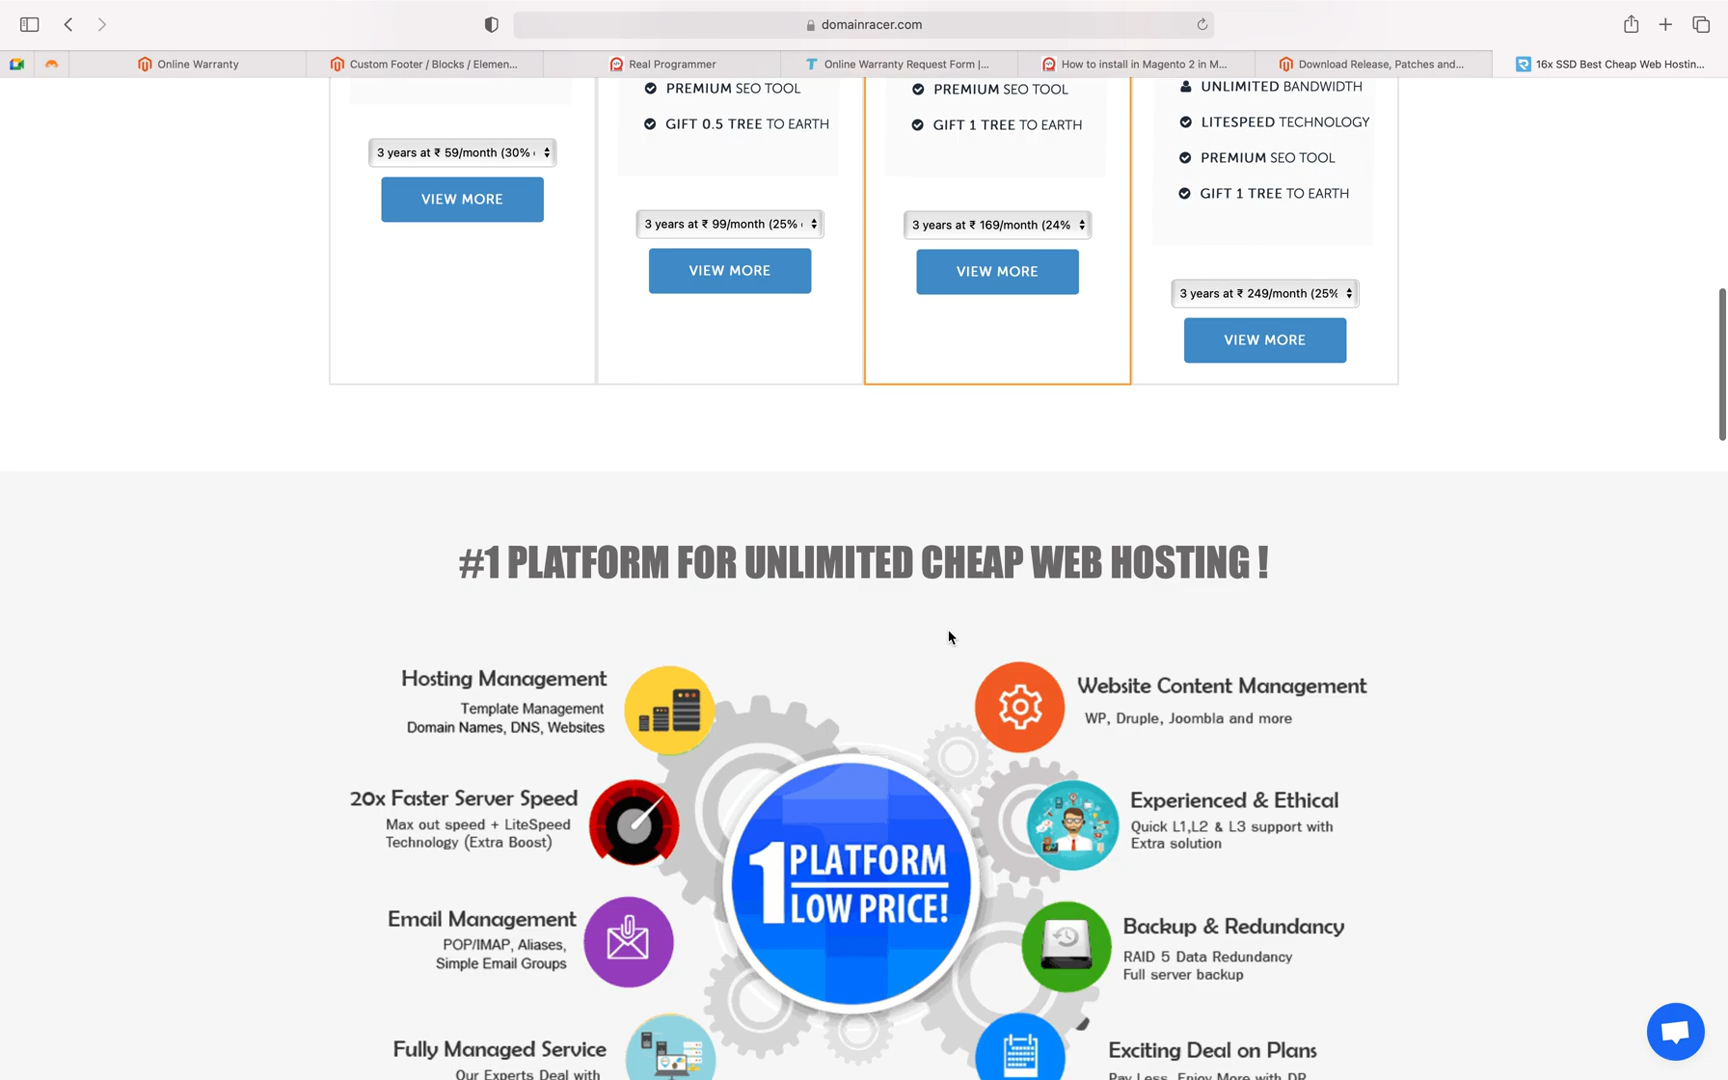 domainracer.com
Online Warranty
Custom Footer / Blocks / Elemen...
Real Programmer
Online Warranty Request Form |...
How to install in Magento 2 in M...
Download Release, Patches and...
16x SSD Best Cheap Web Hostin...
3 years at ₹ 59/month (30%
VIEW MORE
PREMIUM SEO TOOL
GIFT 0.5 TREE TO EARTH
3 years at ₹ 99/month (25%
VIEW MORE
PREMIUM SEO TOOL
GIFT 1 TREE TO EARTH
3 years at ₹ 169/month (24%
VIEW MORE
UNLIMITED BANDWIDTH
LITESPEED TECHNOLOGY
PREMIUM SEO TOOL
GIFT 1 TREE TO EARTH
3 years at ₹ 249/month (25%
VIEW MORE
#1 PLATFORM FOR UNLIMITED CHEAP WEB HOSTING !
Hosting Management
Template Management
Domain Names, DNS, Websites
20x Faster Server Speed
Max out speed + LiteSpeed
Technology (Extra Boost)
Email Management
POP/IMAP, Aliases,
Simple Email Groups
Fully Managed Service
Our Experts Deal with
1 PLATFORM
LOW PRICE!
Website Content Management
WP, Druple, Joombla and more
Experienced & Ethical
Quick L1,L2 & L3 support with
Extra solution
Backup & Redundancy
RAID 5 Data Redundancy
Full server backup
Exciting Deal on Plans
Pay Less, Enjoy More with DR